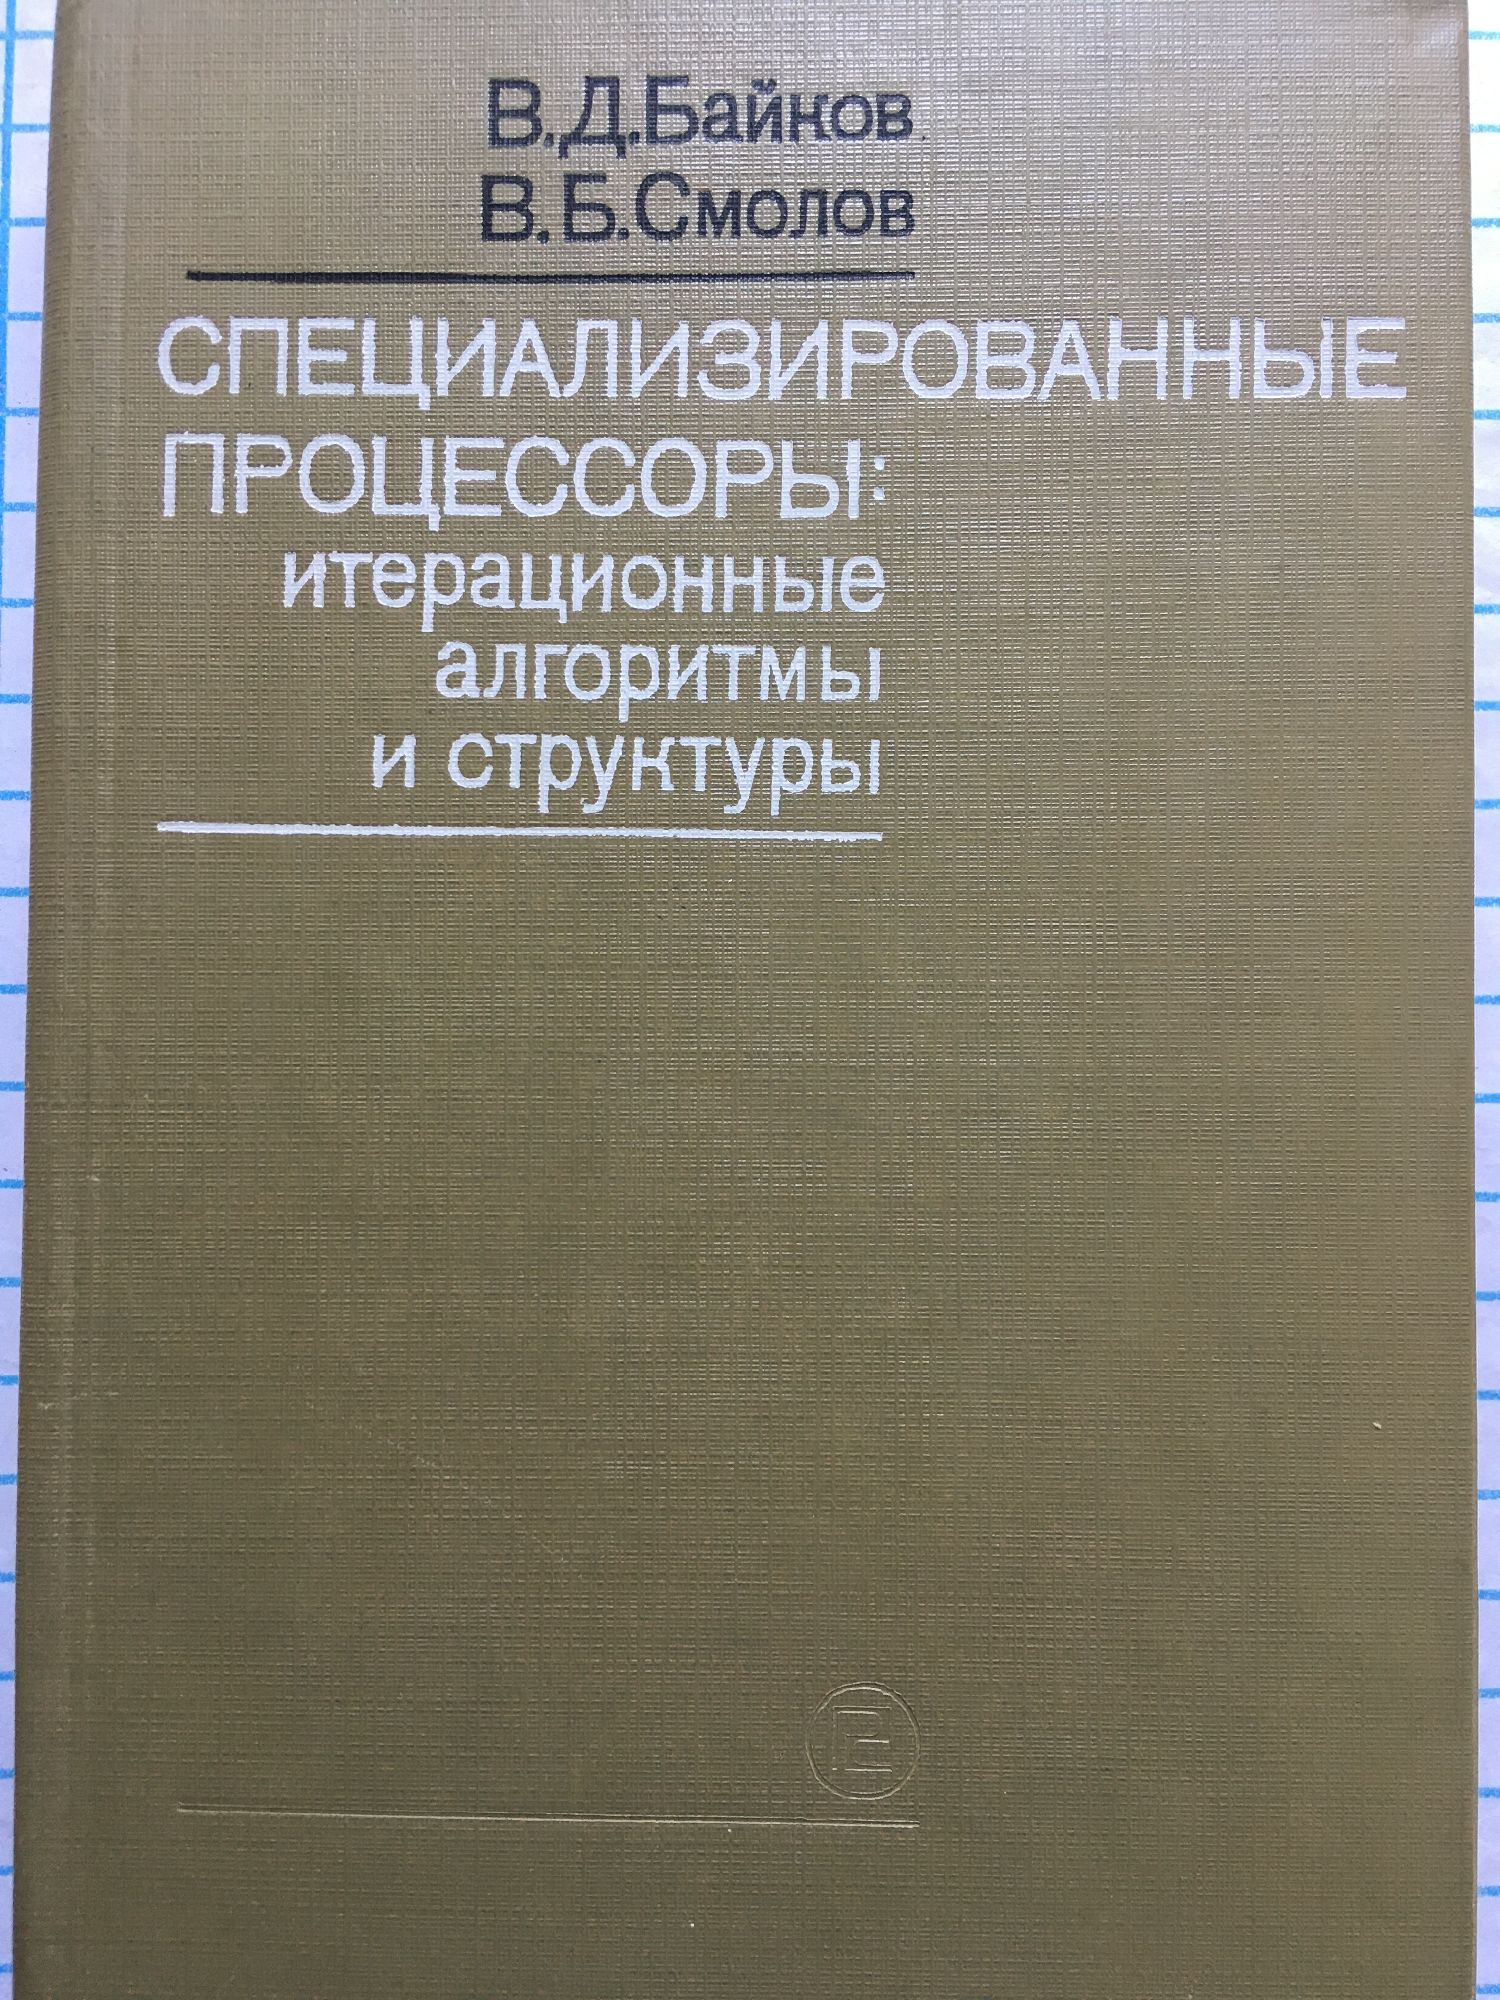 В.Д.Байков
В.Б.Смолов
СПЕЦИАЛИЗИРОВАННЫЕ
ПРОЦЕССОРЫ:
итерационные
алгоритмы
и структуры